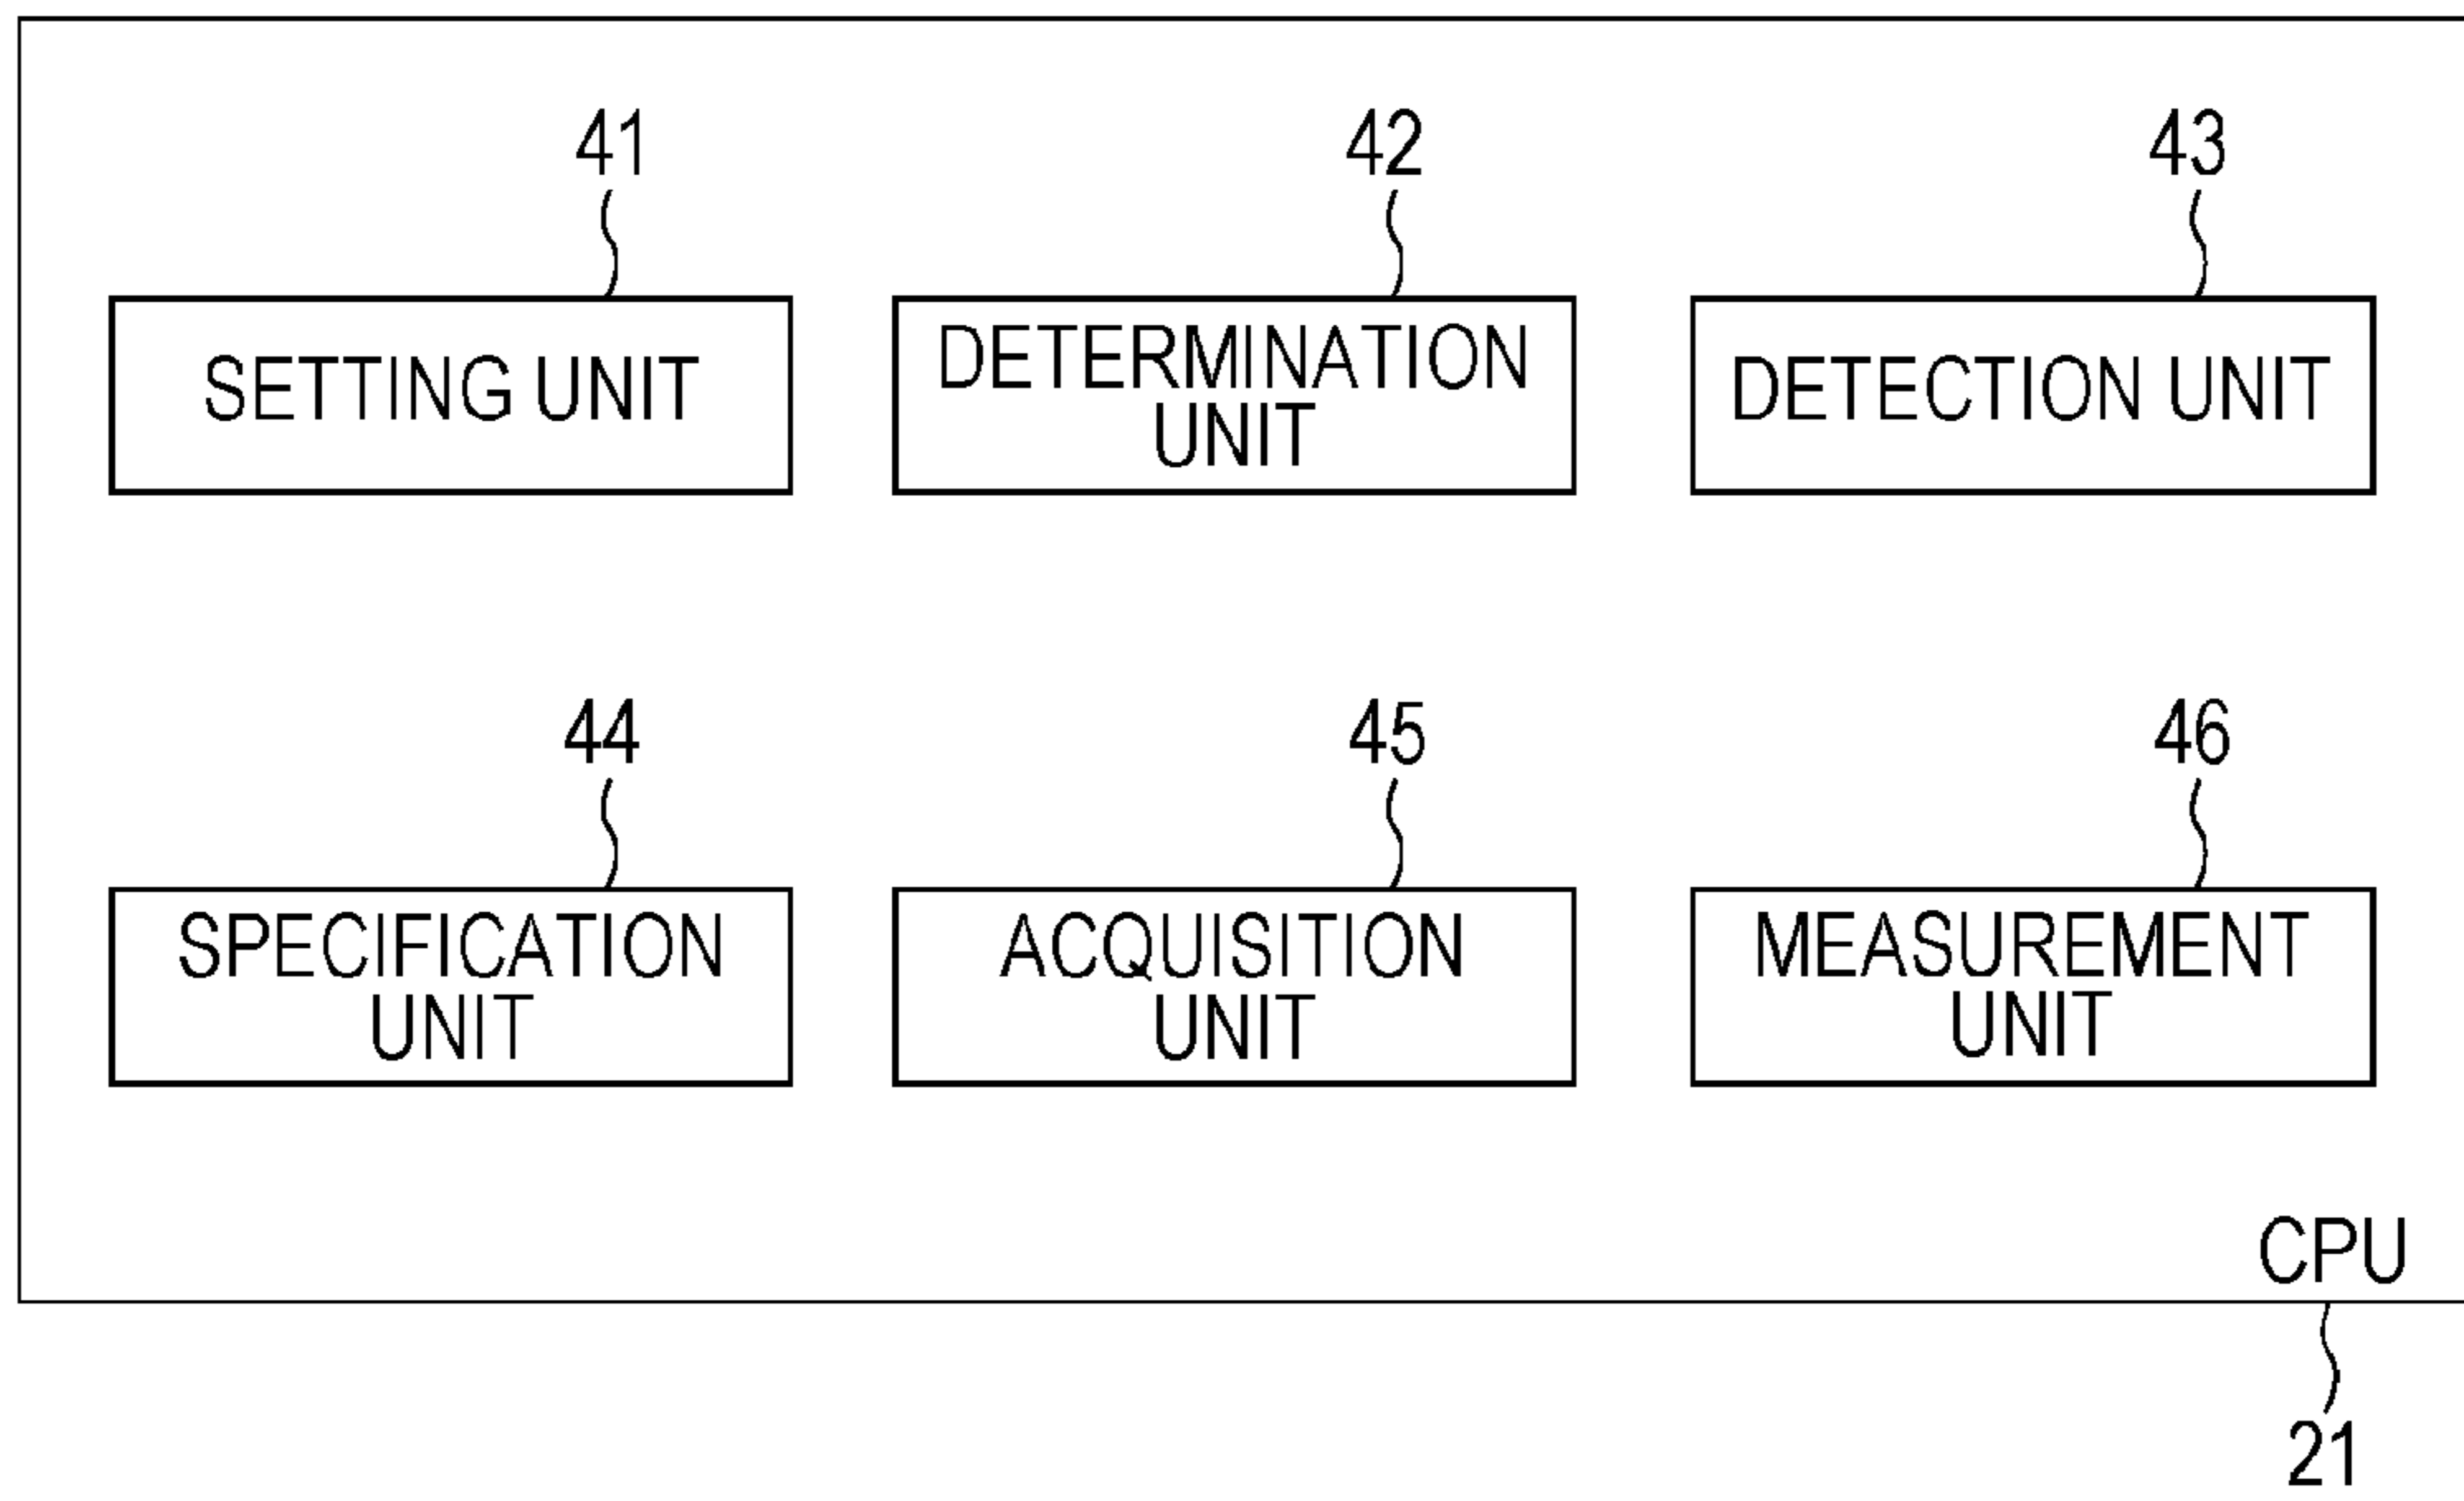 41
42
43
SETTING UNIT
DETERMINATION
UNIT
DETECTION UNIT
44
45
46
SPECIFICATION
UNIT
ACQUISITION
UNIT
MEASUREMENT
UNIT
CPU
21